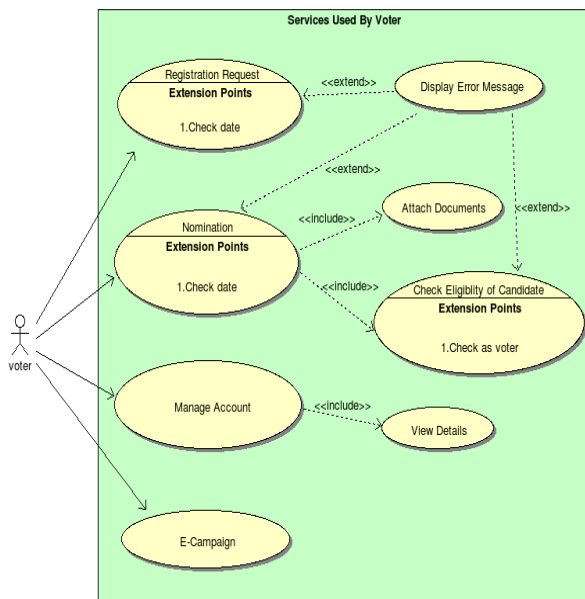 Services Used By Voter
Registration Request
Extension Points
1.Check date
<<extend>>
Display Error Message
<<extend>>
Nomination
Extension Points
1.Check date
<<include>>
Attach Documents
<<extend>>
<<include>>
Check Eligiblity of Candidate
Extension Points
1.Check as voter
voter
Manage Account
<<include>>
View Details
E-Campaign